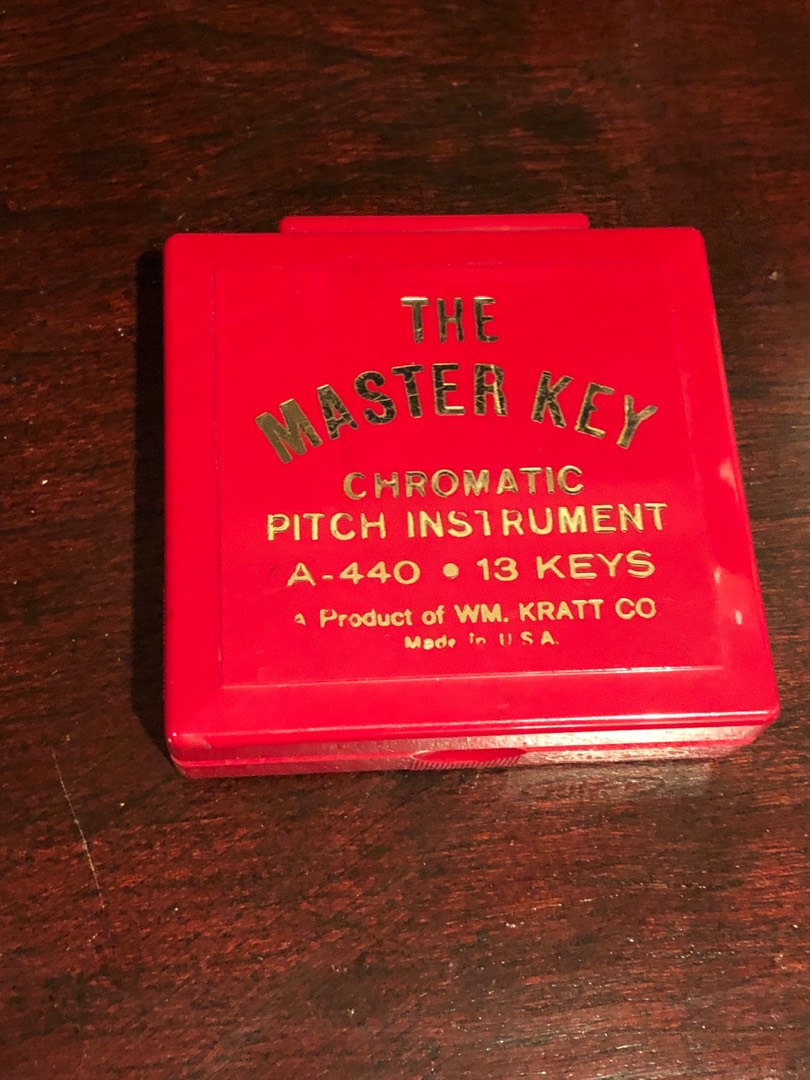 THE
MASTER KEY
CHROMATIC
PITCH INSTRUMENT
A-440 • 13 KEYS
A Product of WM. KRATT CO
Made in U.S.A.